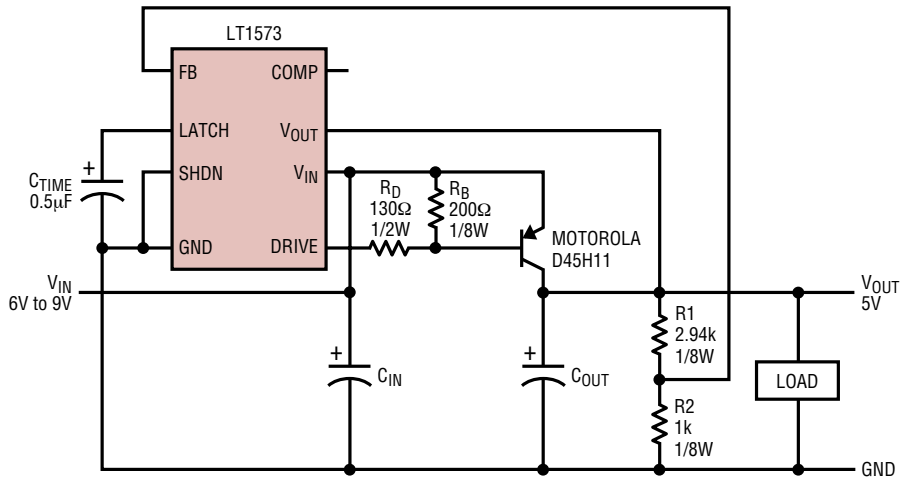 LT1573
FB
COMP
LATCH
VOUT
SHDN
VIN
GND
DRIVE
+
CTIME
0.5µF
RD
130Ω
1/2W
RB
200Ω
1/8W
MOTOROLA
D45H11
VIN
6V to 9V
VOUT
5V
+
CIN
+
COUT
R1
2.94k
1/8W
R2
1k
1/8W
LOAD
GND